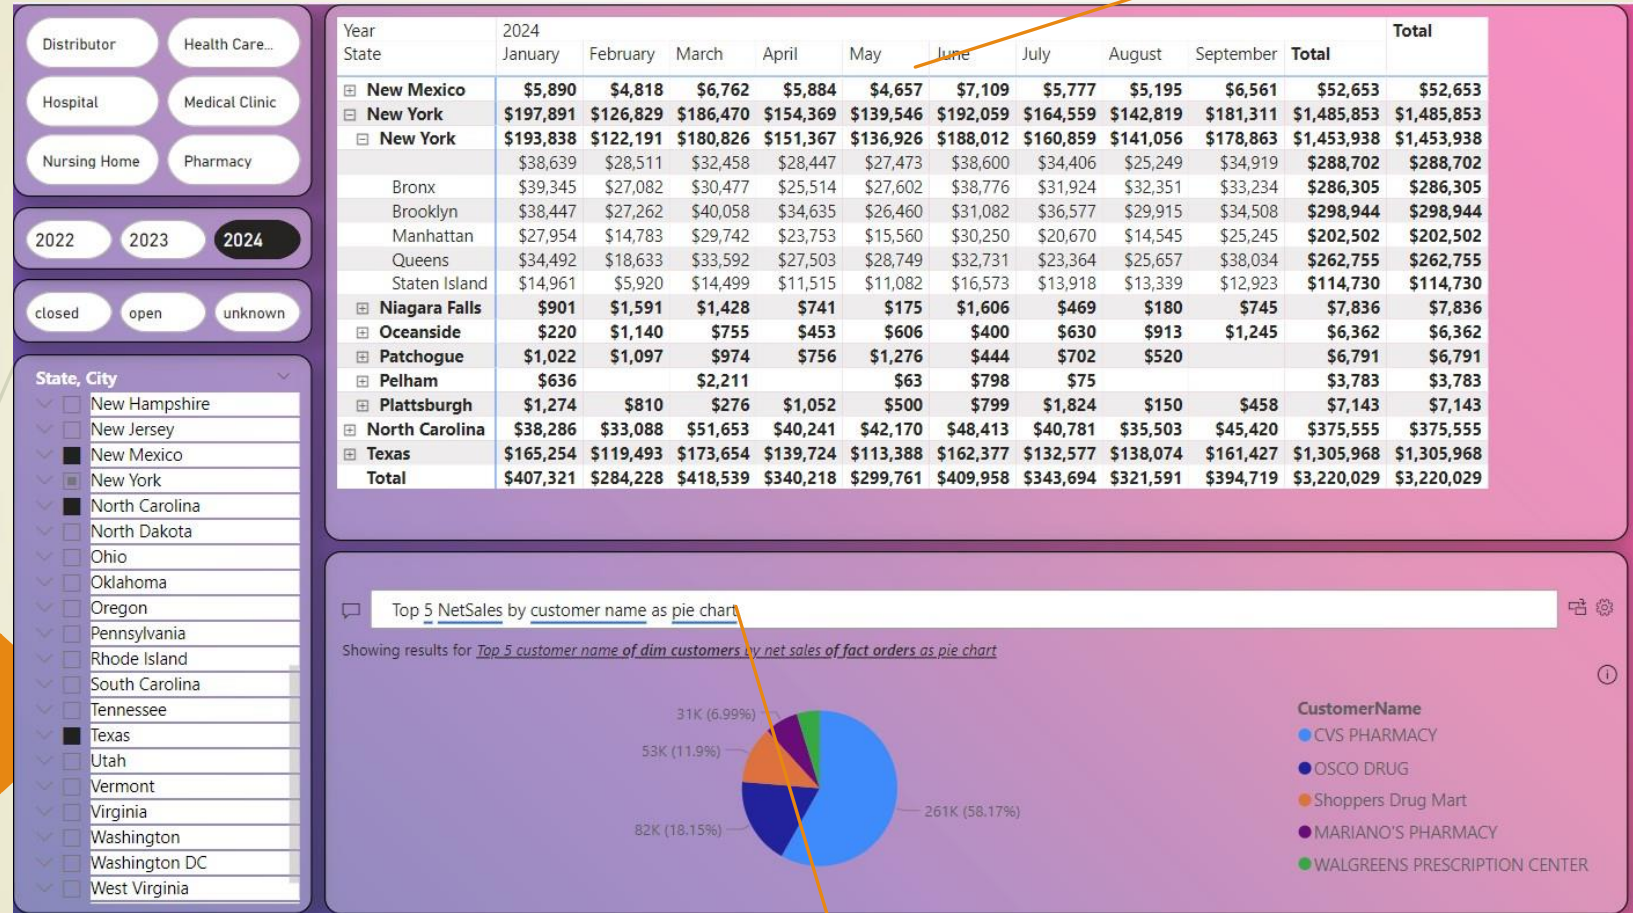 Distributor
Health Care...
Hospital
Medical Clinic
Nursing Home
Pharmacy
2022
2023
2024
closed
open
unknown
State, City
New Hampshire
New Jersey
New Mexico
New York
North Carolina
North Dakota
Ohio
Oklahoma
Oregon
Pennsylvania
Rhode Island
South Carolina
Tennessee
Texas
Utah
Vermont
Virginia
Washington
Washington DC
West Virginia
Year 2024 Total
State January February March April May June July August September Total
New Mexico $5,890 $4,818 $6,762 $5,884 $4,657 $7,109 $5,777 $5,195 $6,561 $52,653 $52,653
New York $197,891 $126,829 $186,470 $154,369 $139,546 $192,059 $164,559 $142,819 $181,311 $1,485,853 $1,485,853
New York $193,838 $122,191 $180,826 $151,367 $136,926 $188,012 $160,859 $141,056 $178,863 $1,453,938 $1,453,938
$38,639 $28,511 $32,458 $28,447 $27,473 $38,600 $34,406 $25,249 $34,919 $288,702 $288,702
Bronx $39,345 $27,082 $30,477 $25,514 $27,602 $38,776 $31,924 $32,351 $33,234 $286,305 $286,305
Brooklyn $38,447 $27,262 $40,058 $34,635 $26,460 $31,082 $36,577 $29,915 $34,508 $298,944 $298,944
Manhattan $27,954 $14,783 $29,742 $23,753 $15,560 $30,250 $20,670 $14,545 $25,245 $202,502 $202,502
Queens $34,492 $18,633 $33,592 $27,503 $28,749 $32,731 $23,364 $25,657 $38,034 $262,755 $262,755
Staten Island $14,961 $5,920 $14,499 $11,515 $11,082 $16,573 $13,918 $13,339 $12,923 $114,730 $114,730
Niagara Falls $901 $1,591 $1,428 $741 $175 $1,606 $469 $180 $745 $7,836 $7,836
Oceanside $220 $1,140 $755 $453 $606 $400 $630 $913 $1,245 $6,362 $6,362
Patchogue $1,022 $1,097 $974 $756 $1,276 $444 $702 $520 $6,791 $6,791
Pelham $636 $2,211 $63 $798 $75 $3,783 $3,783
Plattsburgh $1,274 $810 $276 $1,052 $500 $799 $1,824 $150 $458 $7,143 $7,143
North Carolina $38,286 $33,088 $51,653 $40,241 $42,170 $48,413 $40,781 $35,503 $45,420 $375,555 $375,555
Texas $165,254 $119,493 $173,654 $139,724 $113,388 $162,377 $132,577 $138,074 $161,427 $1,305,968 $1,305,968
Total $407,321 $284,228 $418,539 $340,218 $299,761 $409,958 $343,694 $321,591 $394,719 $3,220,029 $3,220,029
Top 5 NetSales by customer name as pie chart
Showing results for Top 5 customer name of dim customers by net sales of fact orders as pie chart
31K (6.99%)
53K (11.9%)
82K (18.15%)
261K (58.17%)
CustomerName
CVS PHARMACY
OSCO DRUG
Shoppers Drug Mart
MARIANO'S PHARMACY
WALGREENS PRESCRIPTION CENTER